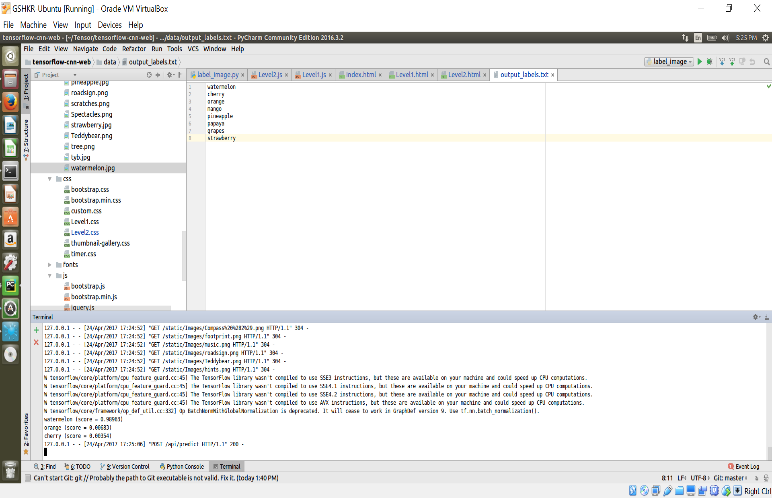 GSHKR Ubuntu [Running] - Oracle VM VirtualBox
File Machine View Input Devices Help
tensorflow-cnn-web - [~/Tensor/tensorflow-cnn-web] - .../data/output_labels.txt - PyCharm Community Edition 2016.3.2
En
5:25 PM
File Edit View Navigate Code Refactor Run Tools VCS Window Help
tensorflow-cnn-web data output_labels.txt
label_image
Project
label_image.py × Level2.js × Level1.js × index.html × Level1.html × Level2.html × output_labels.txt ×
1: Project
pineapple.jpg
roadsign.png
scratches.png
Spectacles.png
strawberry.jpg
Teddybear.png
tree.png
tyb.jpg
watermelon.jpg
css
bootstrap.css
bootstrap.min.css
custom.css
Level1.css
Level2.css
thumbnail-gallery.css
timer.css
fonts
js
bootstrap.js
bootstrap.min.js
jquery.js
7: Structure
1 watermelon
2 cherry
3 orange
4 mango
5 pineapple
6 papaya
7 grapes
8 strawberry
Terminal
127.0.0.1 - - [24/Apr/2017 17:24:52] "GET /static/Images/Compass%20%282%29.png HTTP/1.1" 304 -
127.0.0.1 - - [24/Apr/2017 17:24:52] "GET /static/Images/footprint.png HTTP/1.1" 304 -
127.0.0.1 - - [24/Apr/2017 17:24:52] "GET /static/Images/music.png HTTP/1.1" 304 -
127.0.0.1 - - [24/Apr/2017 17:24:52] "GET /static/Images/roadsign.png HTTP/1.1" 304 -
127.0.0.1 - - [24/Apr/2017 17:24:52] "GET /static/Images/Teddybear.png HTTP/1.1" 304 -
127.0.0.1 - - [24/Apr/2017 17:24:52] "GET /static/Images/hints.png HTTP/1.1" 304 -
W tensorflow/core/platform/cpu_feature_guard.cc:45] The TensorFlow library wasn't compiled to use SSE3 instructions, but these are available on your machine and could speed up CPU computations.
W tensorflow/core/platform/cpu_feature_guard.cc:45] The TensorFlow library wasn't compiled to use SSE4.1 instructions, but these are available on your machine and could speed up CPU computations.
W tensorflow/core/platform/cpu_feature_guard.cc:45] The TensorFlow library wasn't compiled to use SSE4.2 instructions, but these are available on your machine and could speed up CPU computations.
W tensorflow/core/platform/cpu_feature_guard.cc:45] The TensorFlow library wasn't compiled to use AVX instructions, but these are available on your machine and could speed up CPU computations.
W tensorflow/core/framework/op_def_util.cc:332] Op BatchNormWithGlobalNormalization is deprecated. It will cease to work in GraphDef version 9. Use tf.nn.batch_normalization().
watermelon (score = 0.98983)
orange (score = 0.00683)
cherry (score = 0.00354)
127.0.0.1 - - [24/Apr/2017 17:25:06] "POST /api/predict HTTP/1.1" 200 -
2: Favorites
3: Find 6: TODO 9: Version Control Python Console Terminal
Event Log
Can't start Git: git // Probably the path to Git executable is not valid. Fix it. (today 1:40 PM)
8:11 LF UTF-8 Git: master
Right Ctrl